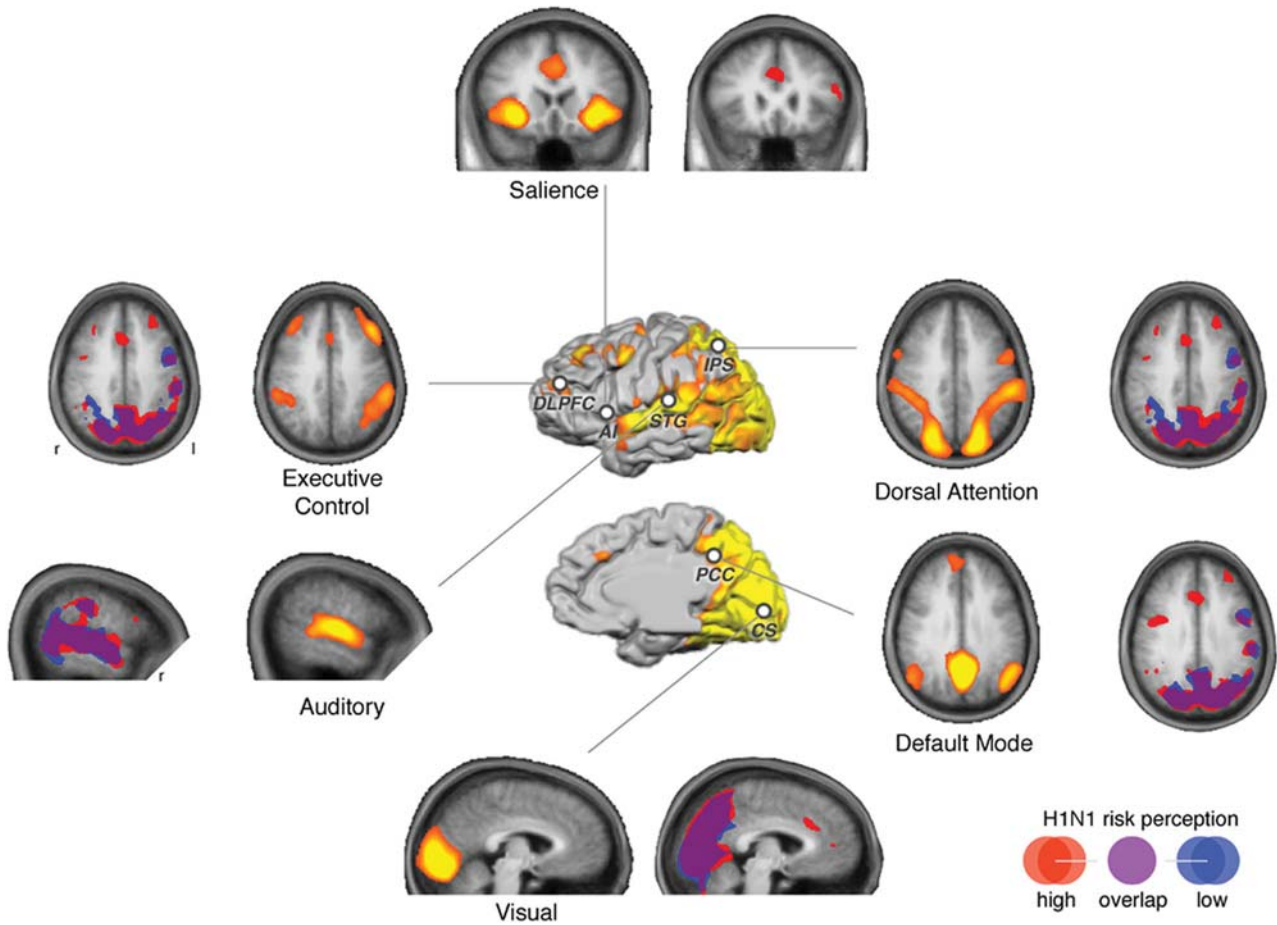 Salience
IPS
DLPFC
AI
STG
r
l
Executive
Control
Dorsal Attention
PCC
CS
r
Auditory
Default Mode
Visual
H1N1 risk perception
high
overlap
low